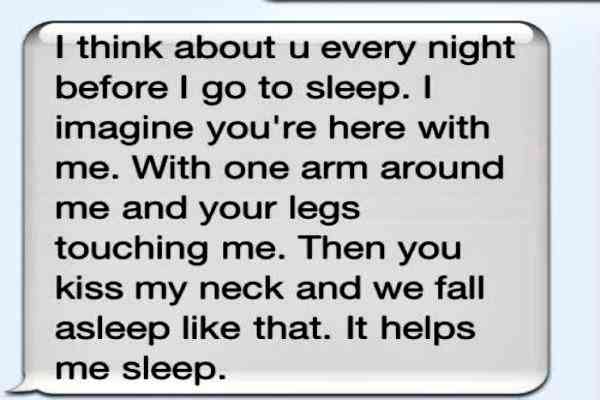 I think about u every night
before I go to sleep. I
imagine you're here with
me. With one arm around
me and your legs
touching me. Then you
kiss my neck and we fall
asleep like that. It helps
me sleep.